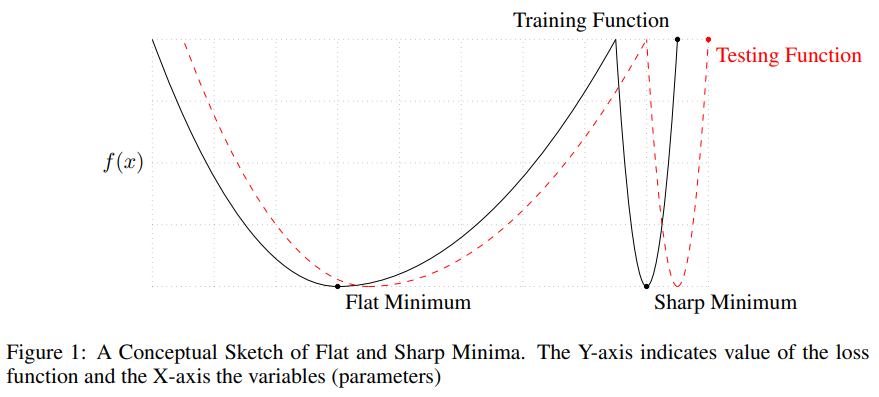 Training Function
Testing Function
f(x)
Flat Minimum
Sharp Minimum
Figure 1: A Conceptual Sketch of Flat and Sharp Minima. The Y-axis indicates value of the loss
function and the X-axis the variables (parameters)